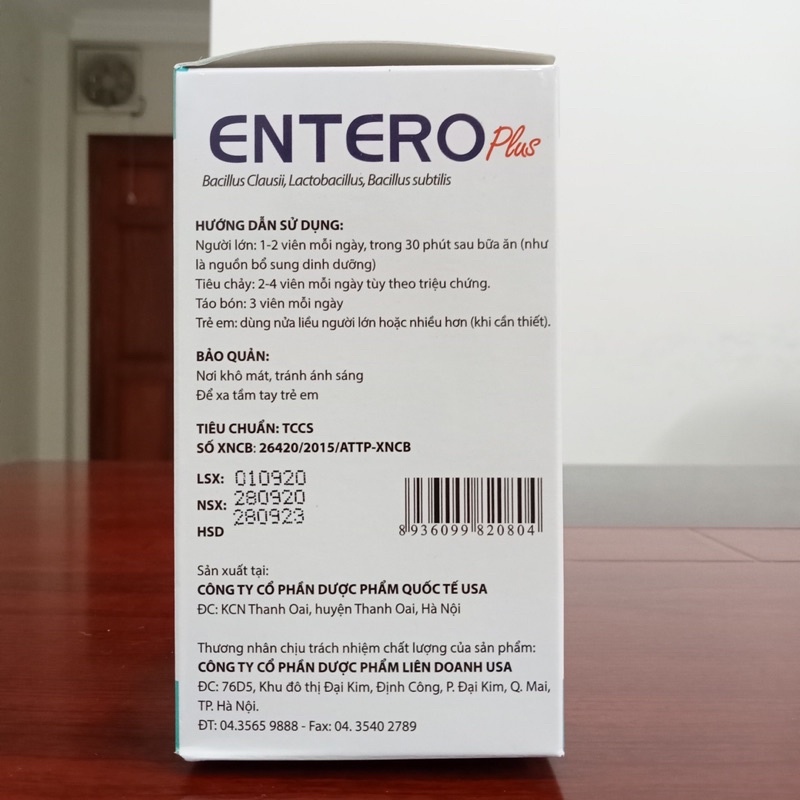 ENTERO Plus
Bacillus Clausii, Lactobacillus, Bacillus subtilis
HƯỚNG DẪN SỬ DỤNG:
Người lớn: 1-2 viên mỗi ngày, trong 30 phút sau bữa ăn (như
là nguồn bổ sung dinh dưỡng)
Tiêu chảy: 2-4 viên mỗi ngày tùy theo triệu chứng.
Táo bón: 3 viên mỗi ngày
Trẻ em: dùng nửa liều người lớn hoặc nhiều hơn (khi cần thiết).
BẢO QUẢN:
Nơi khô mát, tránh ánh sáng
Để xa tầm tay trẻ em
TIÊU CHUẨN: TCCS
SỐ XNCB: 26420/2015/ATTP-XNCB
LSX: 010920
NSX: 280920
HSD 280923
8936099820804
Sản xuất tại:
CÔNG TY CỔ PHẦN DƯỢC PHẨM QUỐC TẾ USA
ĐC: KCN Thanh Oai, huyện Thanh Oai, Hà Nội
Thương nhân chịu trách nhiệm chất lượng của sản phẩm:
CÔNG TY CỔ PHẦN DƯỢC PHẨM LIÊN DOANH USA
ĐC: 76D5, Khu đô thị Đại Kim, Định Công, P. Đại Kim, Q. Mai,
TP. Hà Nội.
ĐT: 04.3565 9888 - Fax: 04. 3540 2789